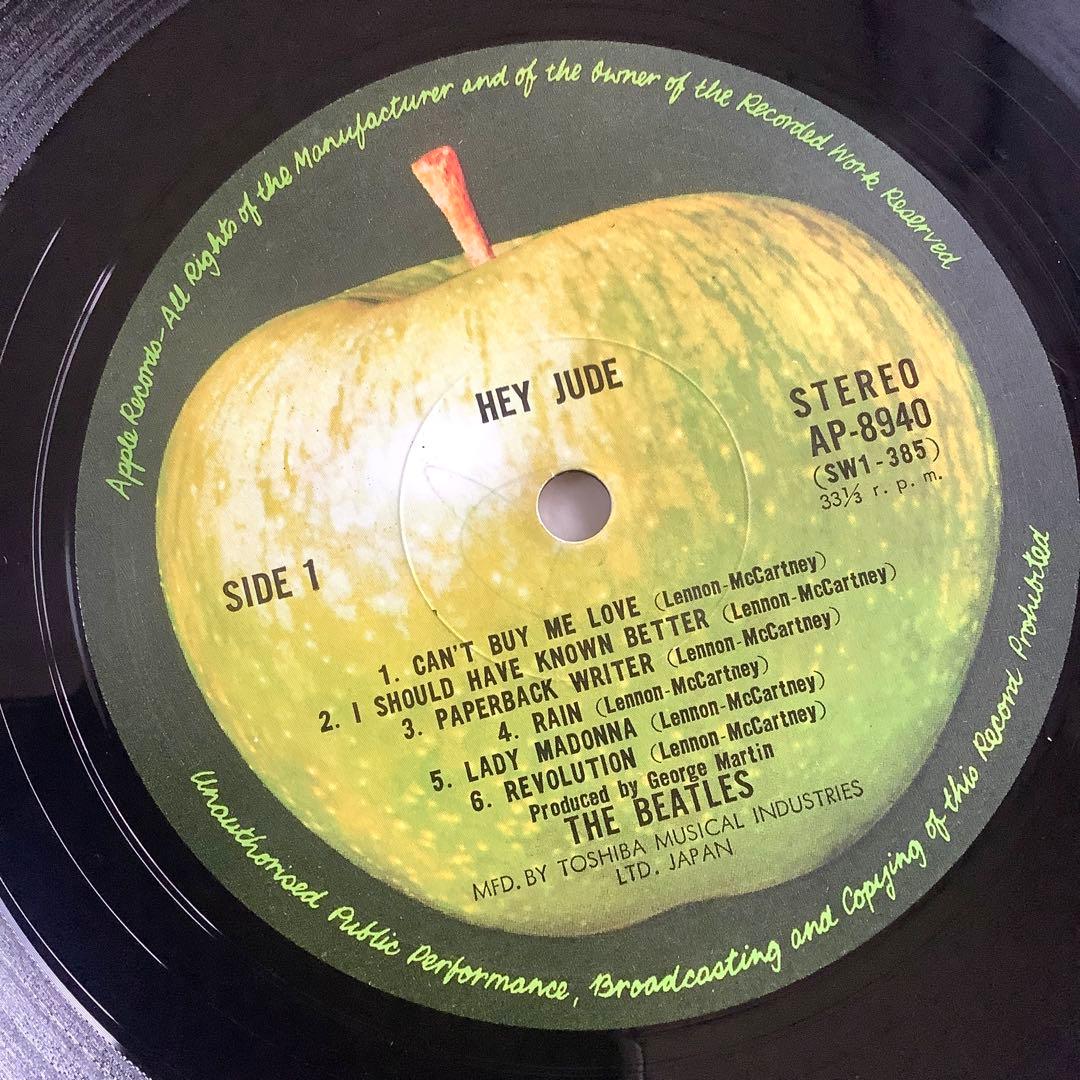 Apple Records-All Rights of the Manufacturer and of the Owner of the Recorded Work Reserved
HEY JUDE
STEREO
AP-8940
(SW1-385)
33⅓ r. p. m.
SIDE 1
1. CAN'T BUY ME LOVE (Lennon-McCartney)
2. I SHOULD HAVE KNOWN BETTER (Lennon-McCartney)
3. PAPERBACK WRITER (Lennon-McCartney)
4. RAIN (Lennon-McCartney)
5. LADY MADONNA (Lennon-McCartney)
6. REVOLUTION (Lennon-McCartney)
Produced by George Martin
THE BEATLES
MFD. BY TOSHIBA MUSICAL INDUSTRIES
LTD. JAPAN
Unauthorised Public Performance, Broadcasting and Copying of this Record Prohibited